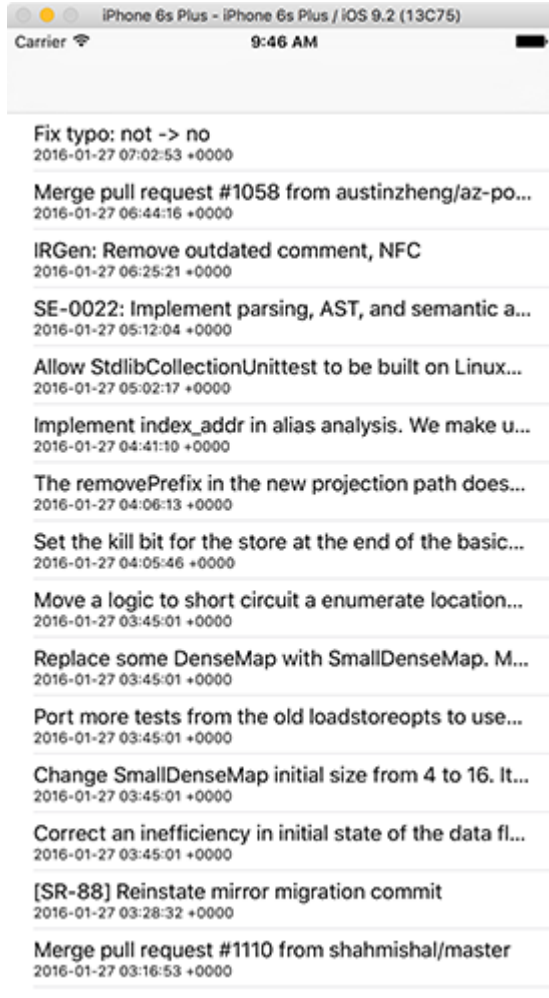 iPhone 6s Plus - iPhone 6s Plus / iOS 9.2 (13C75)
Carrier 9:46 AM
Fix typo: not -> no
2016-01-27 07:02:53 +0000
Merge pull request #1058 from austinzheng/az-po...
2016-01-27 06:44:16 +0000
IRGen: Remove outdated comment, NFC
2016-01-27 06:25:21 +0000
SE-0022: Implement parsing, AST, and semantic a...
2016-01-27 05:12:04 +0000
Allow StdlibCollectionUnittest to be built on Linux...
2016-01-27 05:02:17 +0000
Implement index_addr in alias analysis. We make u...
2016-01-27 04:41:10 +0000
The removePrefix in the new projection path does...
2016-01-27 04:06:13 +0000
Set the kill bit for the store at the end of the basic...
2016-01-27 04:05:46 +0000
Move a logic to short circuit a enumerate location...
2016-01-27 03:45:01 +0000
Replace some DenseMap with SmallDenseMap. M...
2016-01-27 03:45:01 +0000
Port more tests from the old loadstoreopts to use...
2016-01-27 03:45:01 +0000
Change SmallDenseMap initial size from 4 to 16. It...
2016-01-27 03:45:01 +0000
Correct an inefficiency in initial state of the data fl...
2016-01-27 03:45:01 +0000
[SR-88] Reinstate mirror migration commit
2016-01-27 03:28:32 +0000
Merge pull request #1110 from shahmishal/master
2016-01-27 03:16:53 +0000